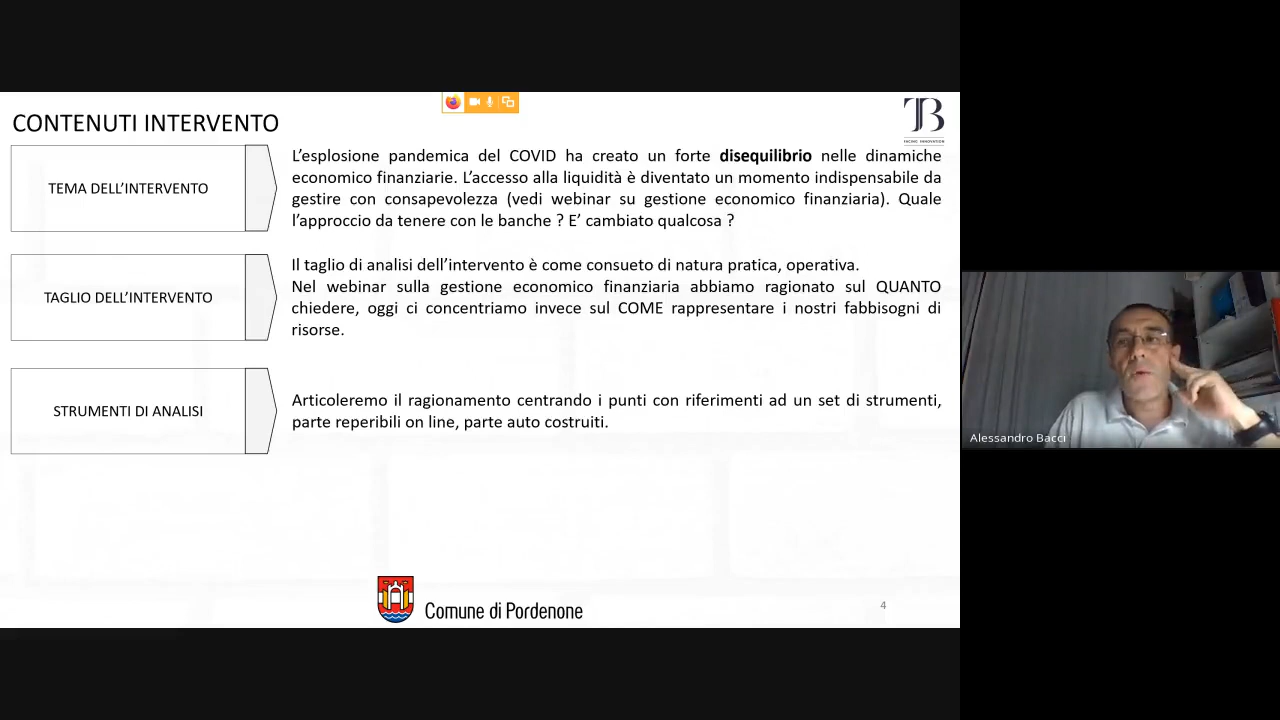 CONTENUTI INTERVENTO
TB
FACING INNOVATION
TEMA DELL’INTERVENTO
L’esplosione pandemica del COVID ha creato un forte disequilibrio nelle dinamiche
economico finanziarie. L’accesso alla liquidità è diventato un momento indispensabile da
gestire con consapevolezza (vedi webinar su gestione economico finanziaria). Quale
l’approccio da tenere con le banche ? E’ cambiato qualcosa ?
TAGLIO DELL’INTERVENTO
Il taglio di analisi dell’intervento è come consueto di natura pratica, operativa.
Nel webinar sulla gestione economico finanziaria abbiamo ragionato sul QUANTO
chiedere, oggi ci concentriamo invece sul COME rappresentare i nostri fabbisogni di
risorse.
STRUMENTI DI ANALISI
Articoleremo il ragionamento centrando i punti con riferimenti ad un set di strumenti,
parte reperibili on line, parte auto costruiti.
Comune di Pordenone
4
Alessandro Bacci